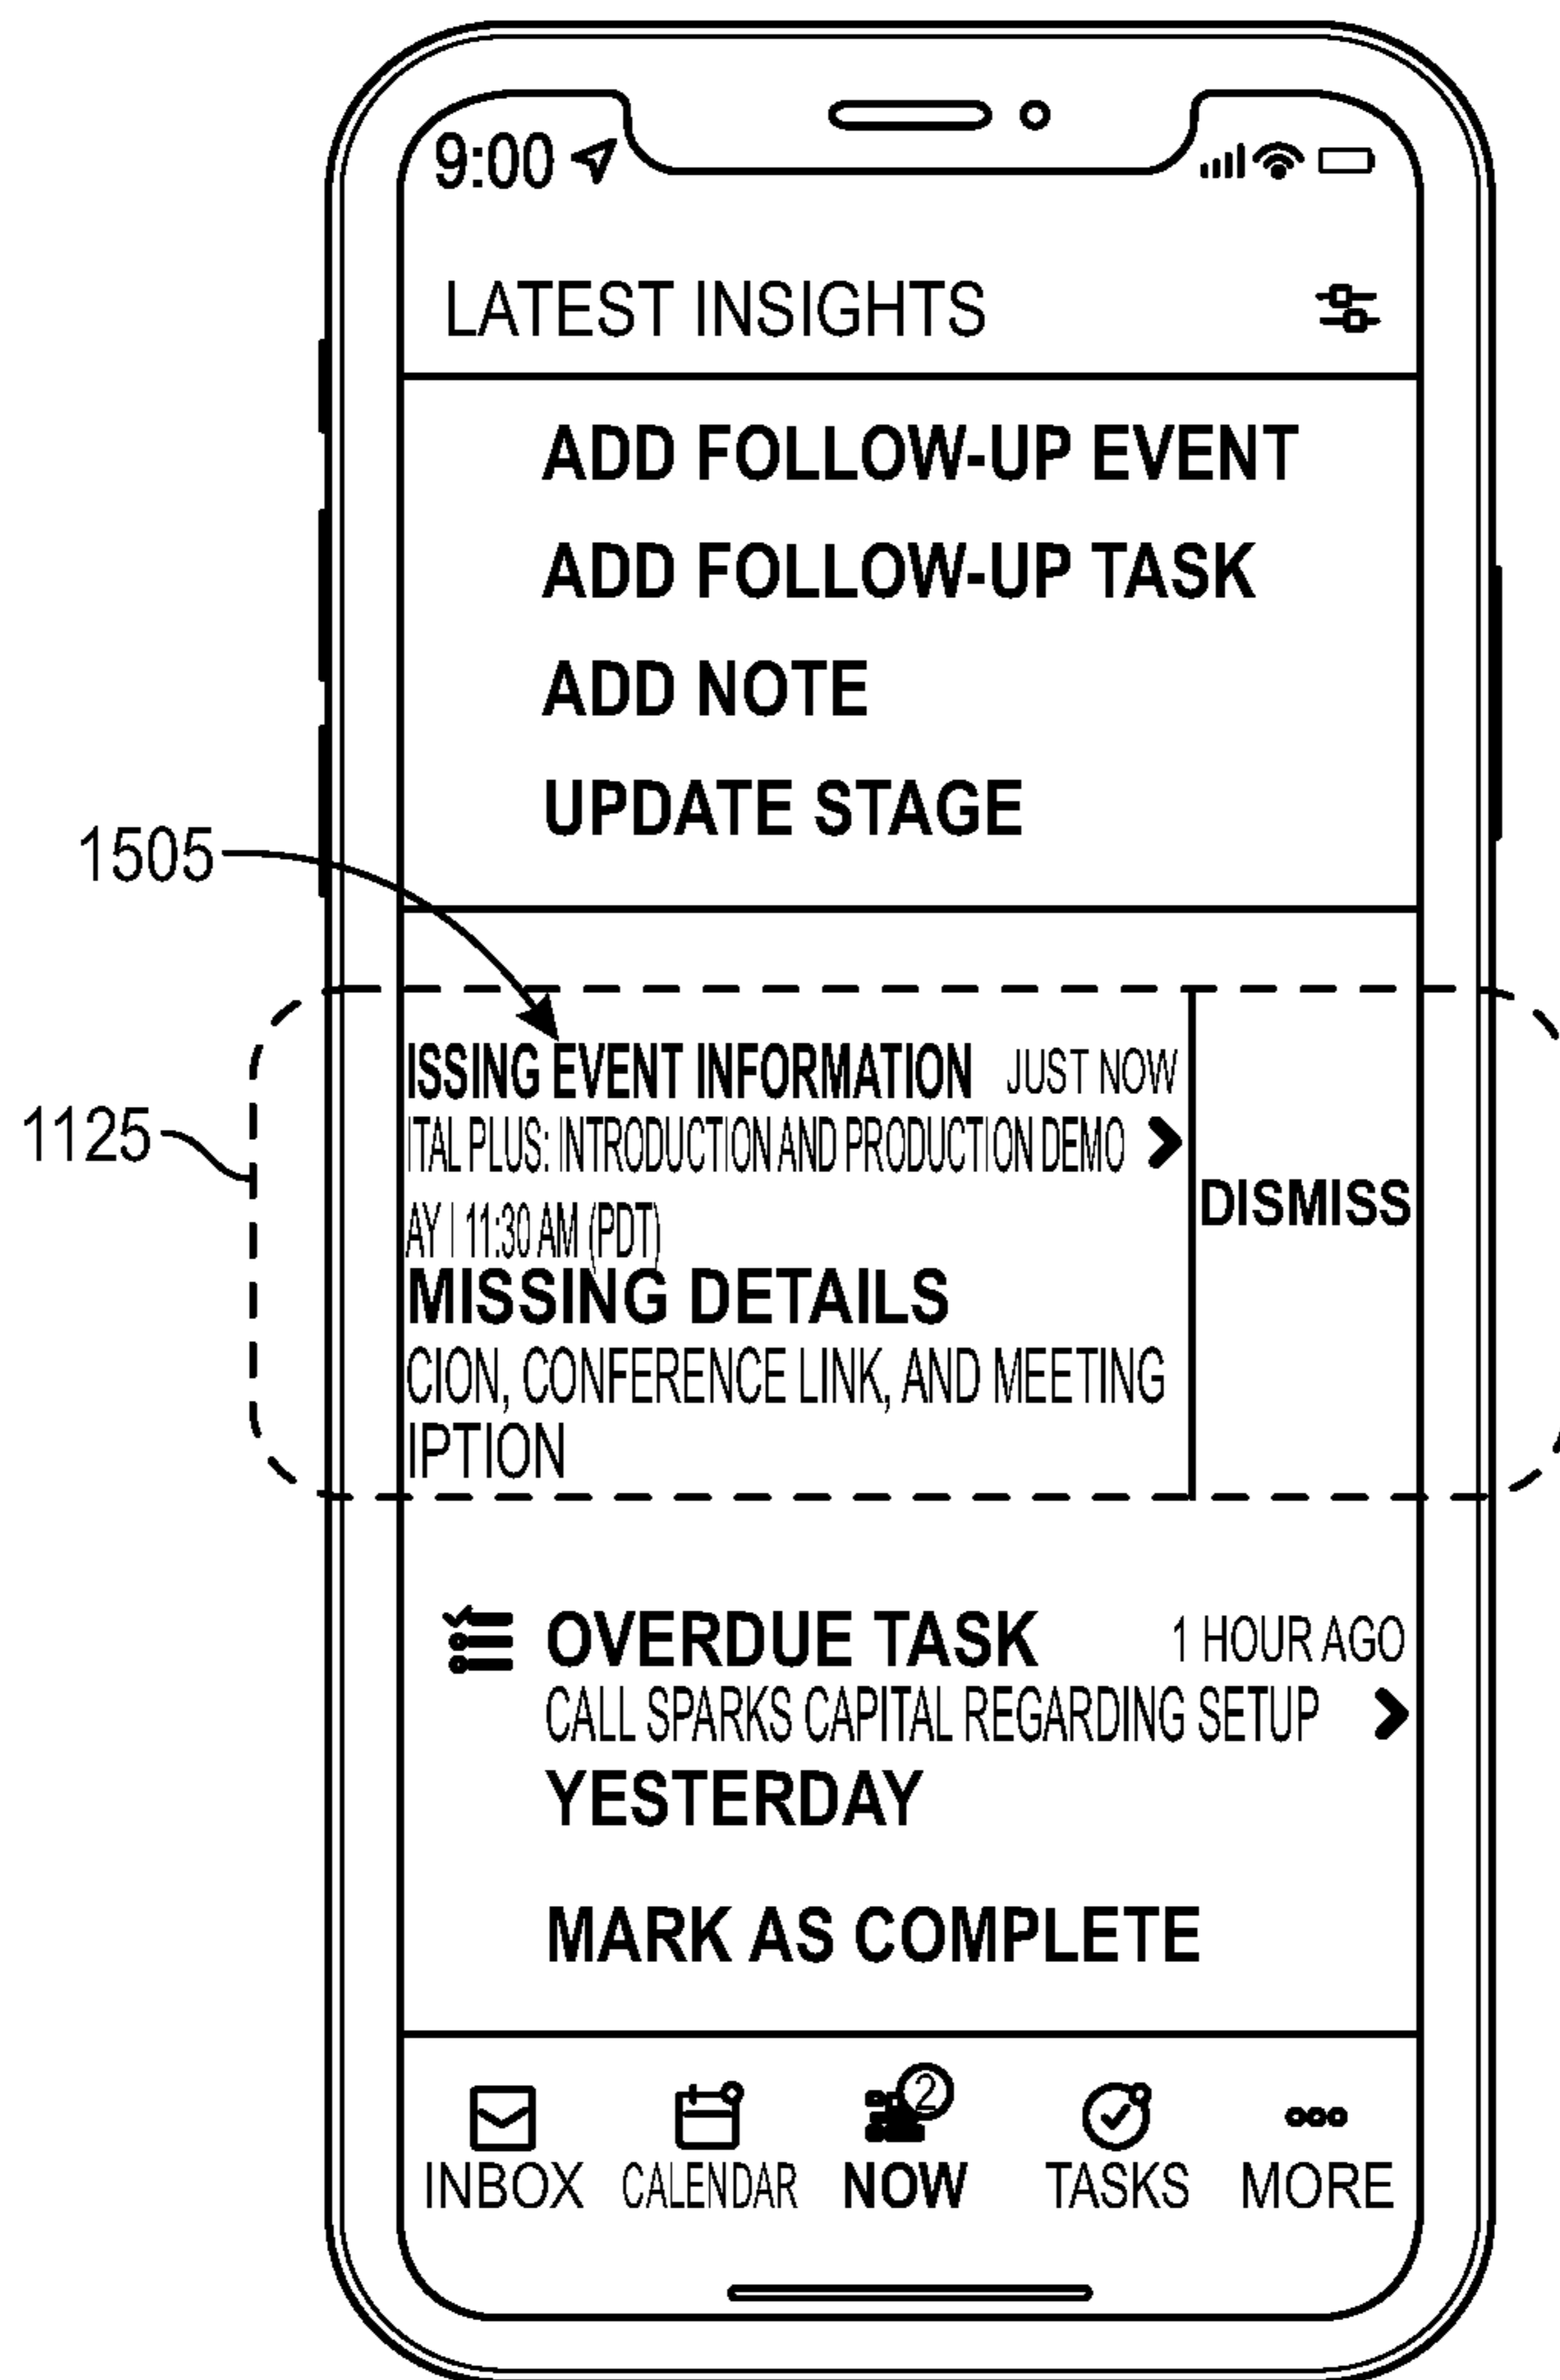 9:00
LATEST INSIGHTS
ADD FOLLOW-UP EVENT
ADD FOLLOW-UP TASK
ADD NOTE
UPDATE STAGE
1505
ISSING EVENT INFORMATION JUST NOW
1125
ITAL PLUS: INTRODUCTION AND PRODUCTION DEMO
DISMISS
AY | 11:30 AM (PDT)
MISSING DETAILS
CION, CONFERENCE LINK, AND MEETING
IPTION
OVERDUE TASK 1 HOUR AGO
CALL SPARKS CAPITAL REGARDING SETUP
YESTERDAY
MARK AS COMPLETE
2
INBOX CALENDAR NOW TASKS MORE